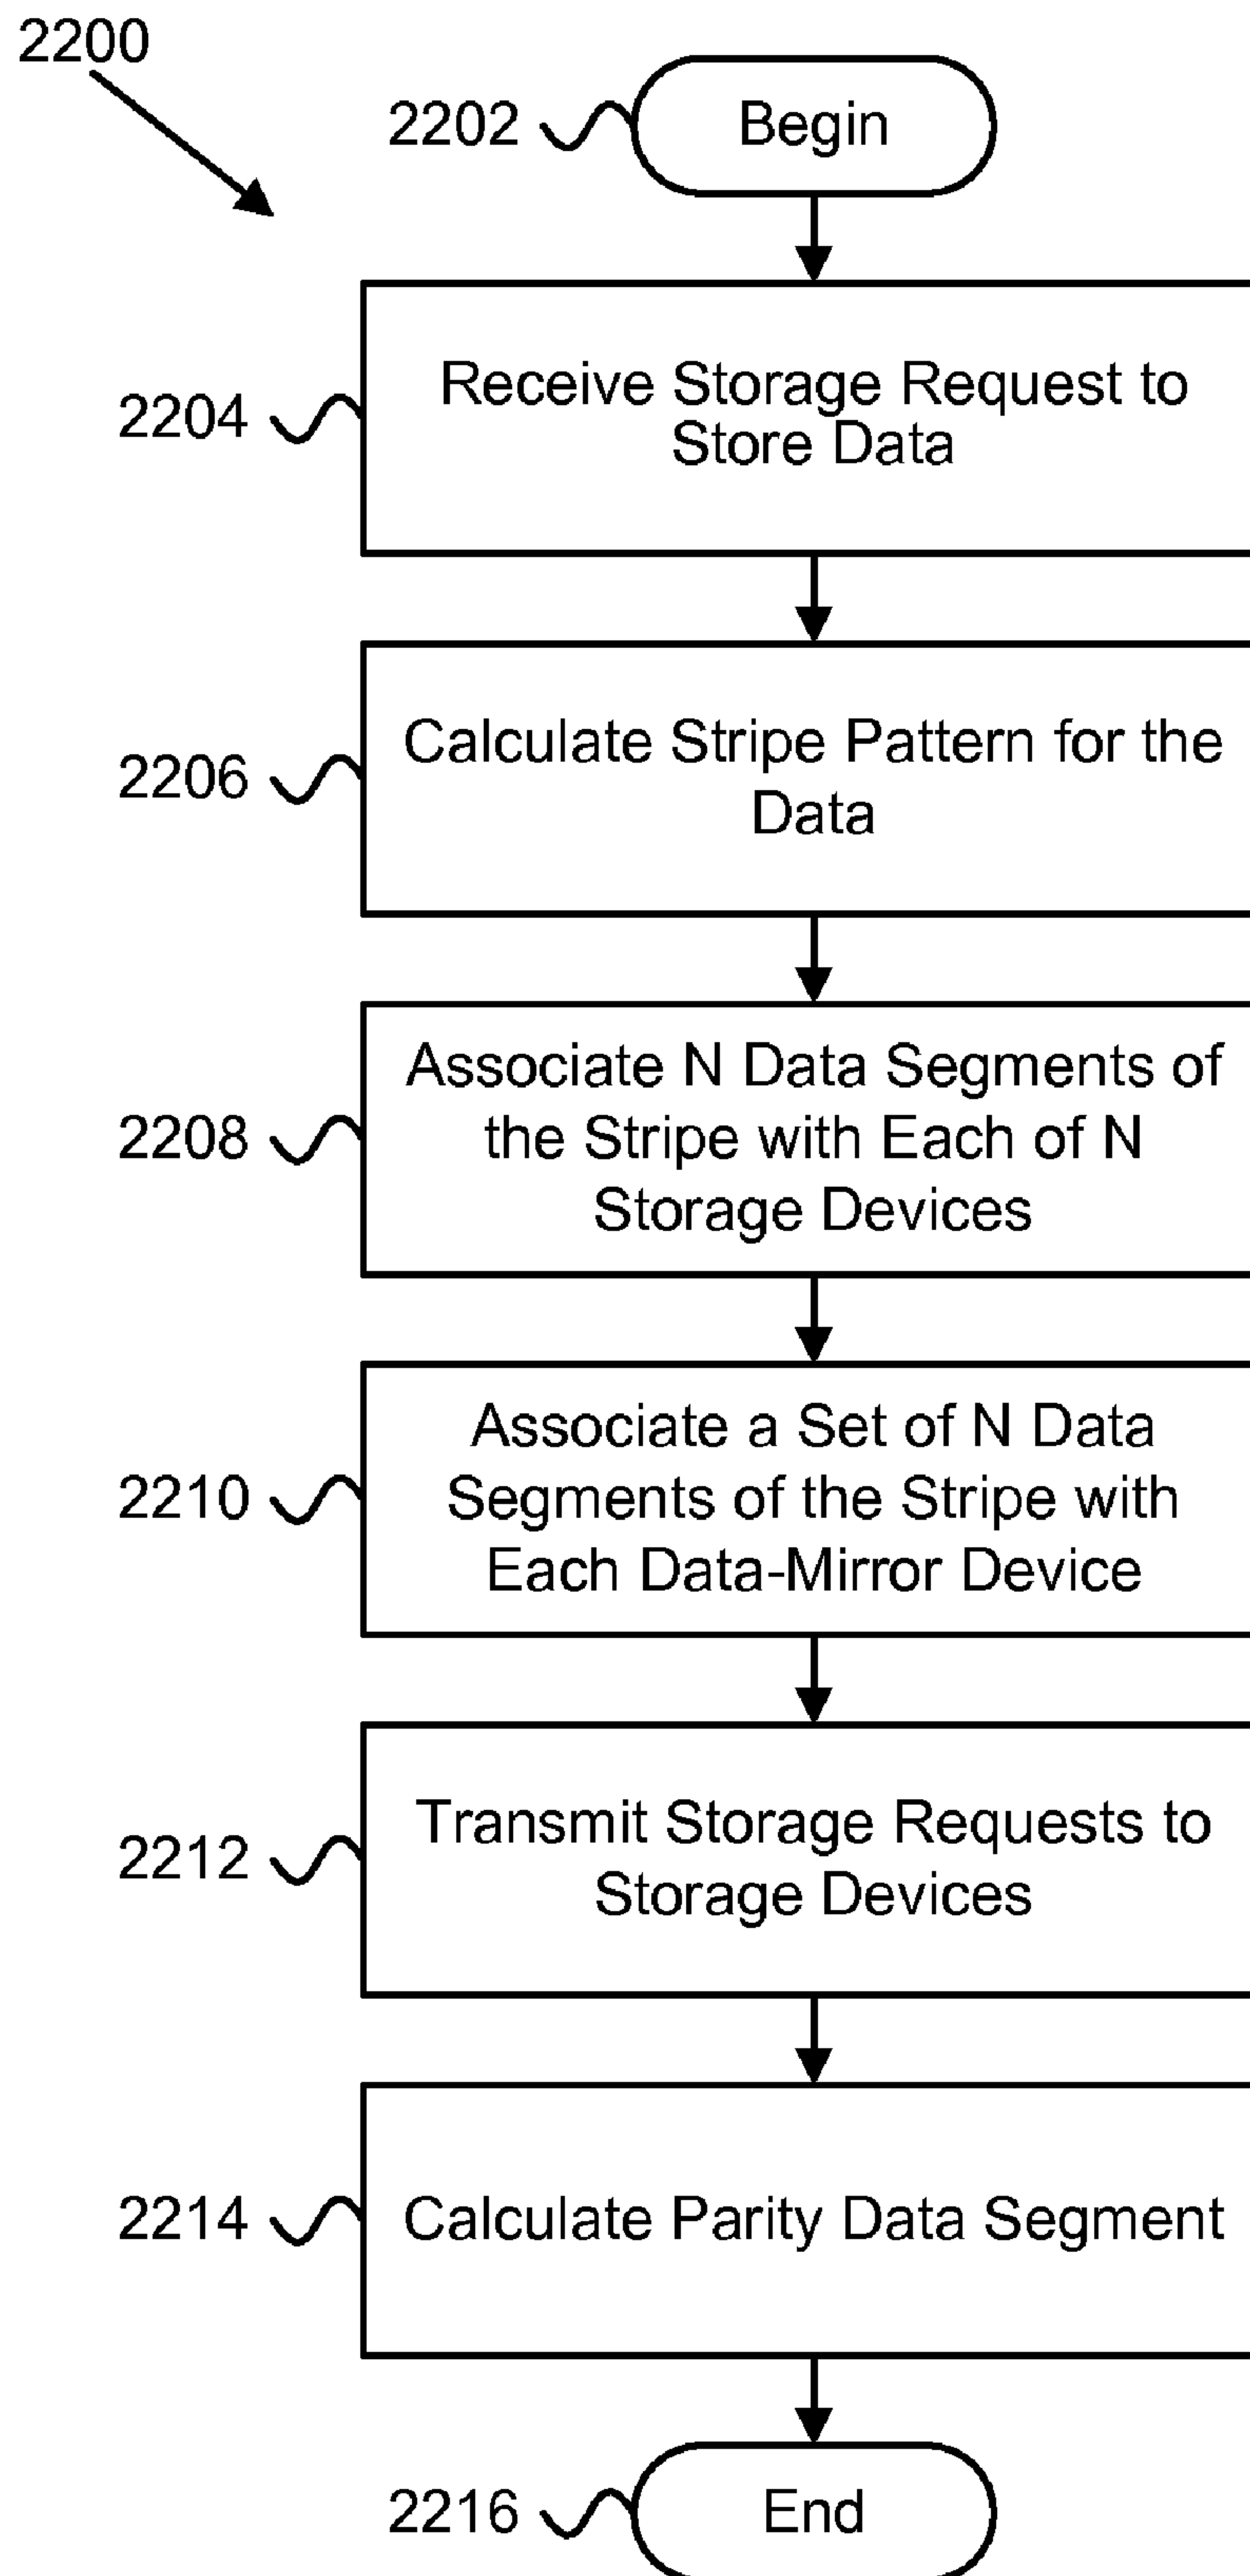 2200
2202
Begin
2204
Receive Storage Request to
Store Data
2206
Calculate Stripe Pattern for the
Data
2208
Associate N Data Segments of
the Stripe with Each of N
Storage Devices
2210
Associate a Set of N Data
Segments of the Stripe with
Each Data-Mirror Device
2212
Transmit Storage Requests to
Storage Devices
2214
Calculate Parity Data Segment
2216
End